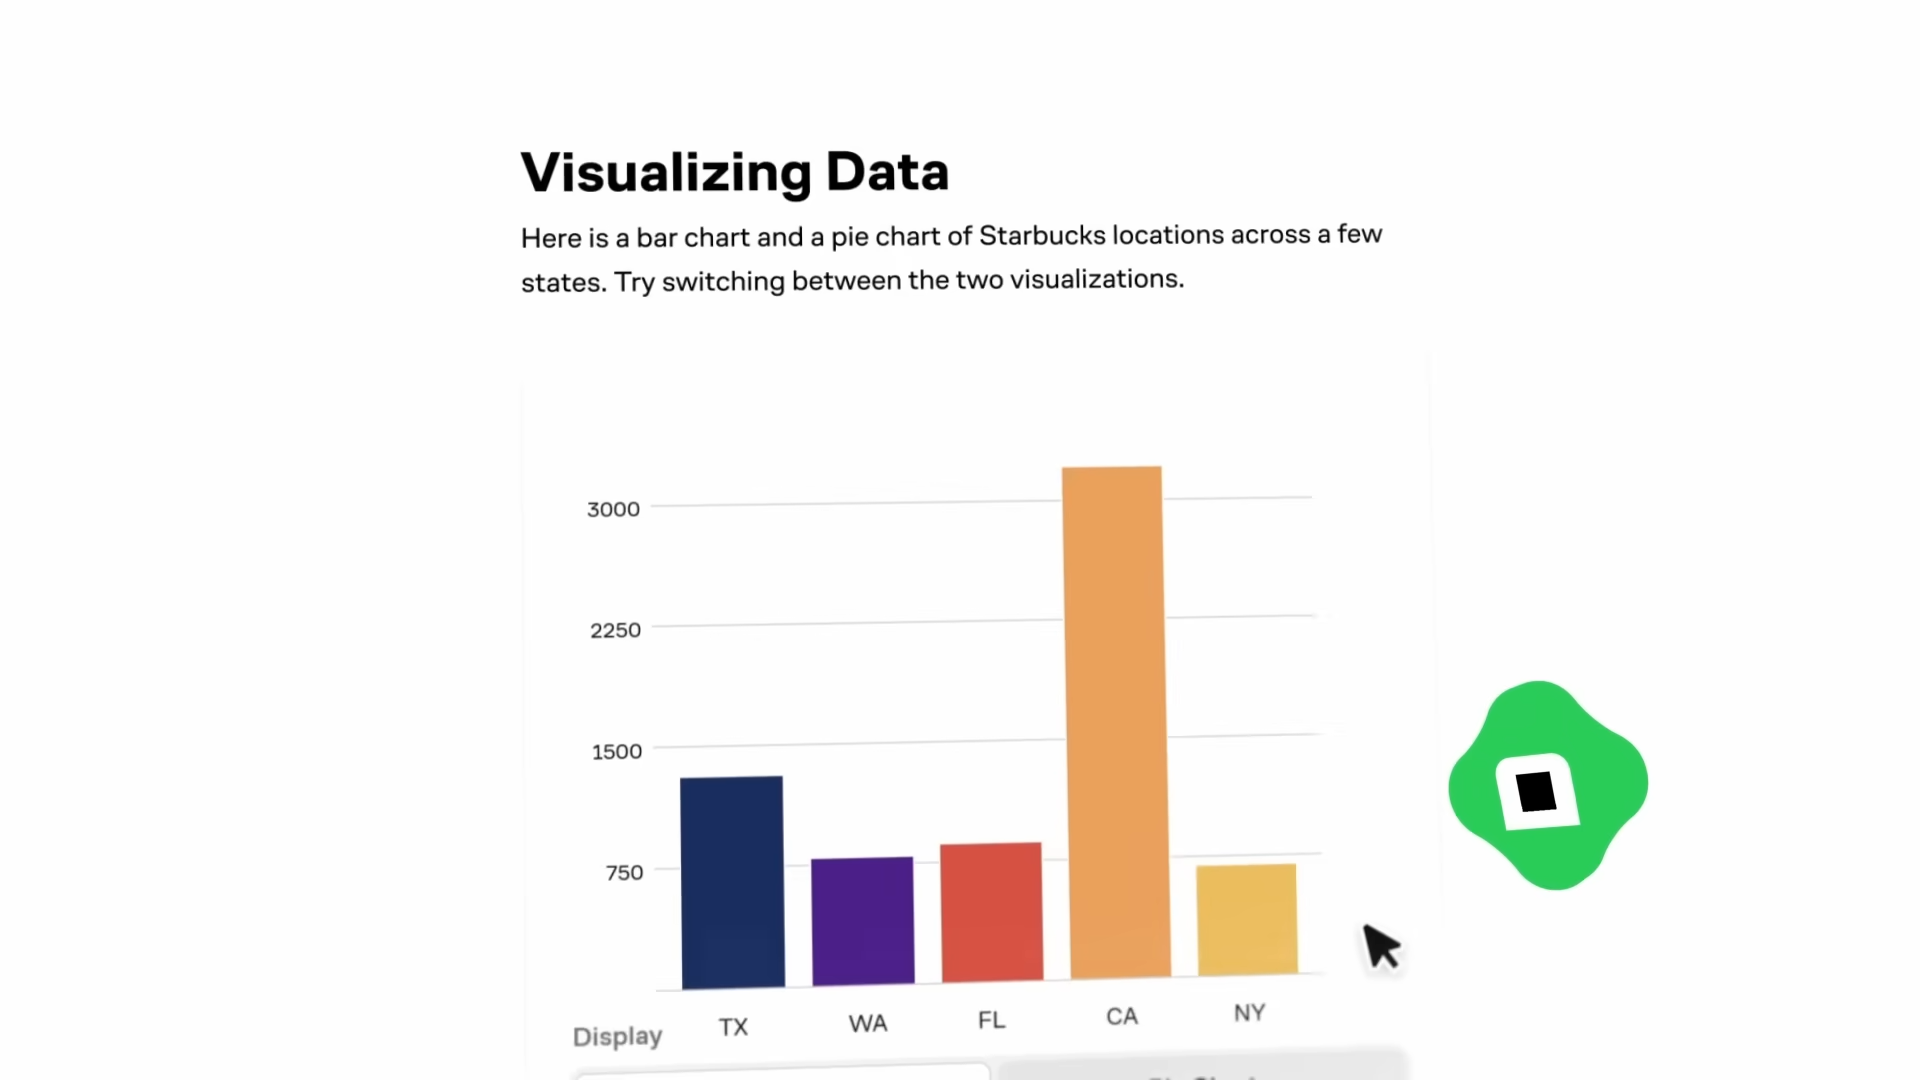 Visualizing Data
Here is a bar chart and a pie chart of Starbucks locations across a few
states. Try switching between the two visualizations.
3000
2250
1500
750
TX WA FL CA NY
Display